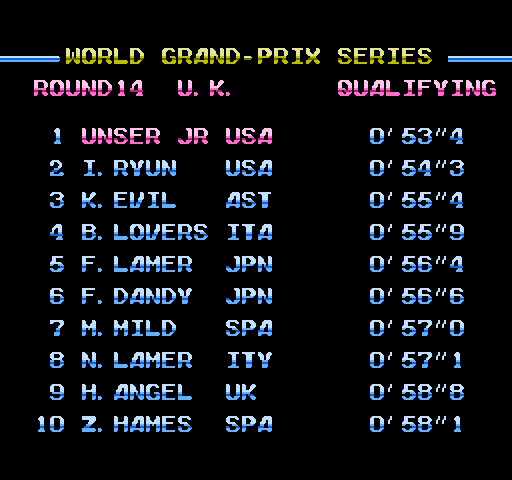 WORLD GRAND-PRIX SERIES
ROUND14 U. K. QUALIFYING
1 UNSER JR USA 0'53"4
2 I. RYUN USA 0'54"3
3 K. EVIL AST 0'55"4
4 B. LOVERS ITA 0'55"9
5 F. LAMER JPN 0'56"4
6 F. DANDY JPN 0'56"6
7 M. MILD SPA 0'57"0
8 N. LAMER ITY 0'57"1
9 H. ANGEL UK 0'58"8
10 Z. HAMES SPA 0'58"1